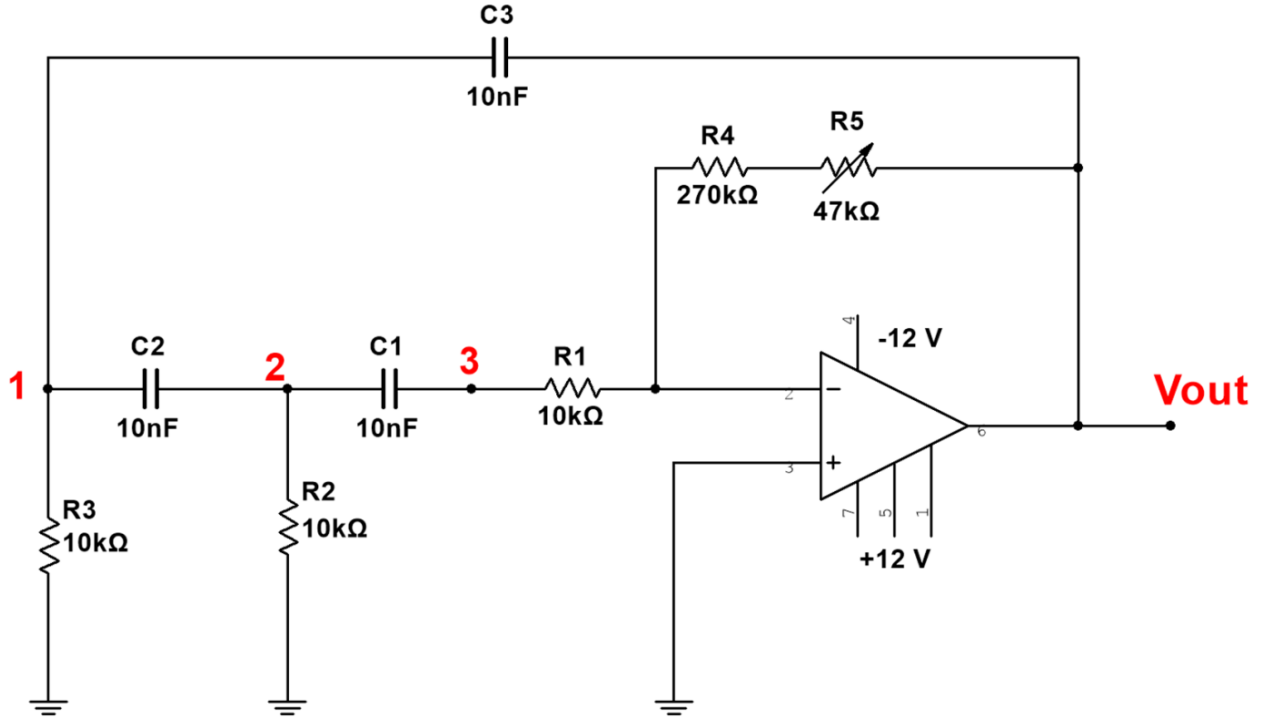 C3
10nF
R4
270kΩ
R5
47kΩ
1
C2
10nF
2
C1
10nF
3
R1
10kΩ
4
-12 V
2
−
3
+
6
Vout
7
5
1
+12 V
R3
10kΩ
R2
10kΩ